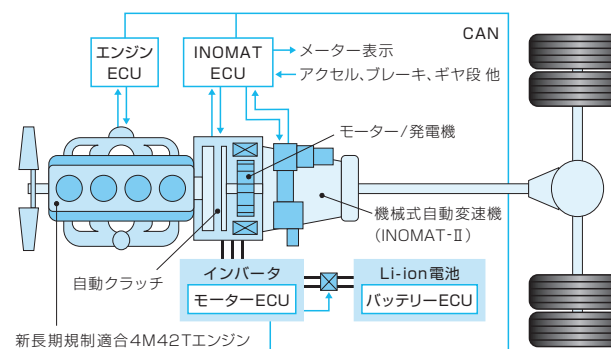 CAN
エンジン
ECU
INOMAT
ECU
メーター表示
アクセル、ブレーキ、ギヤ段 他
モーター/発電機
機械式自動変速機
(INOMAT-Ⅱ)
自動クラッチ
インバータ
モーターECU
Li-ion電池
バッテリーECU
新長期規制適合4M42Tエンジン